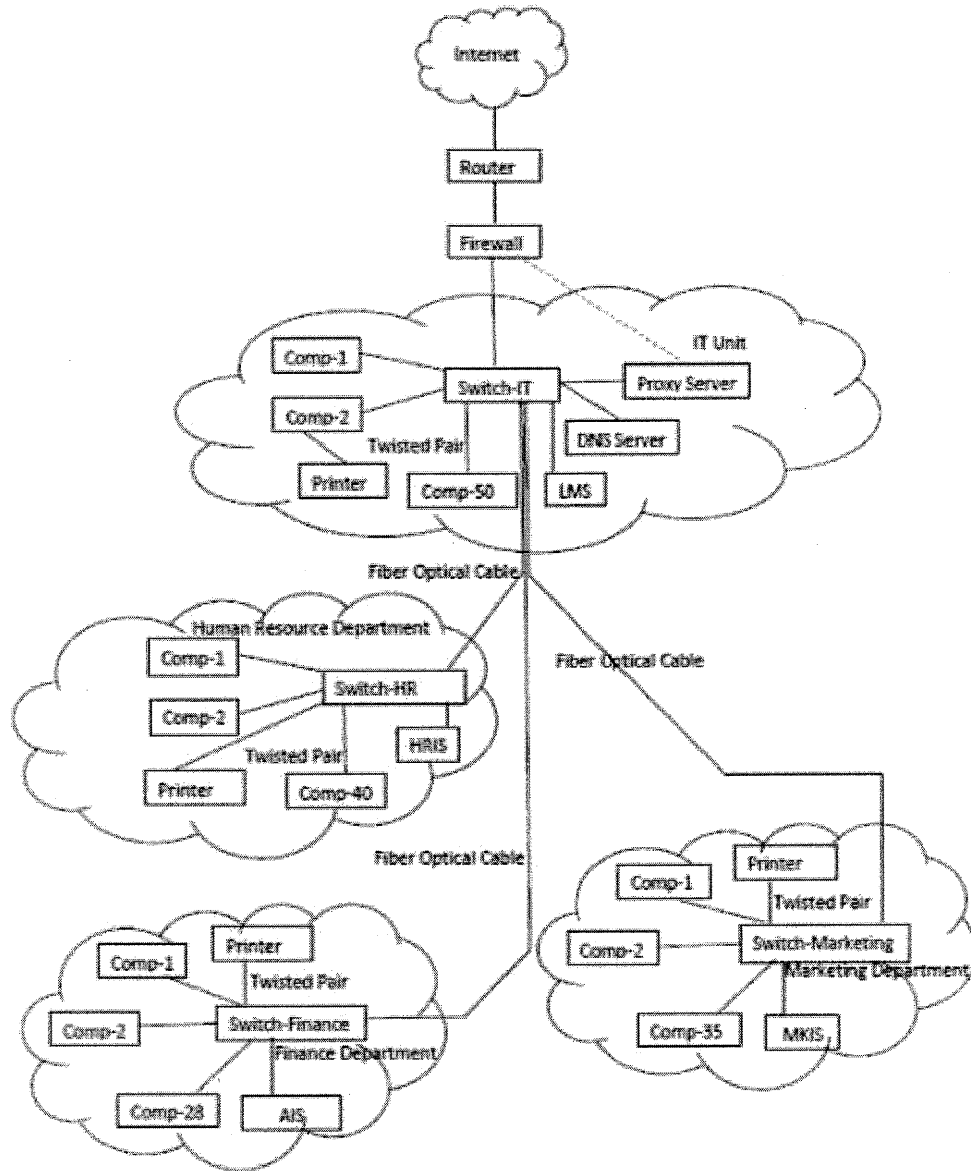 Internet
Router
Firewall
IT Unit
Comp-1
Switch-IT
Proxy Server
Comp-2
DNS Server
Twisted Pair
Printer
Comp-50
LMS
Fiber Optical Cable
Human Resource Department
Comp-1
Fiber Optical Cable
Switch-HR
Comp-2
HRIS
Twisted Pair
Printer
Comp-40
Fiber Optical Cable
Printer
Comp-1
Twisted Pair
Comp-2
Switch-Marketing
Marketing Department
Comp-35
MKIS
Printer
Comp-1
Twisted Pair
Comp-2
Switch-Finance
Finance Department
Comp-28
AIS